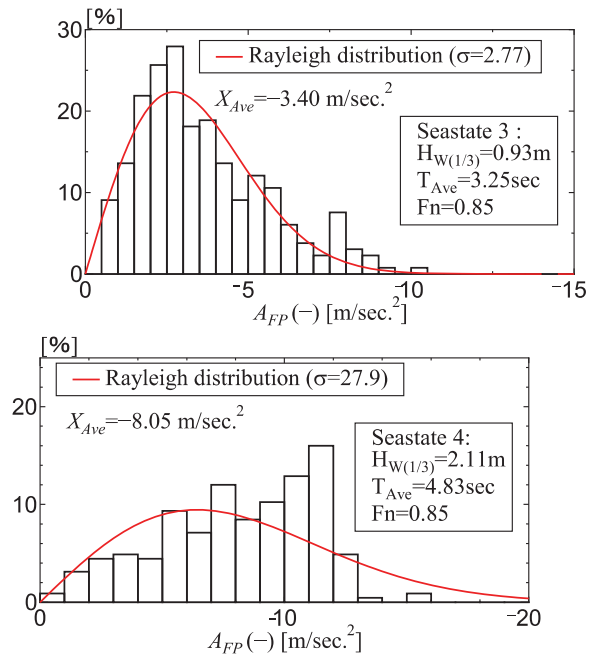 [%]
30
Rayleigh distribution (σ=2.77)
X_Ave=−3.40 m/sec.²
20
Seastate 3 :
H_W(1/3)=0.93m
T_Ave=3.25sec
Fn=0.85
10
0
0 -5 -10 -15
A_FP(−) [m/sec.²]
[%]
Rayleigh distribution (σ=27.9)
20
X_Ave=−8.05 m/sec.²
Seastate 4:
H_W(1/3)=2.11m
T_Ave=4.83sec
Fn=0.85
10
0
0 -10 -20
A_FP(−) [m/sec.²]